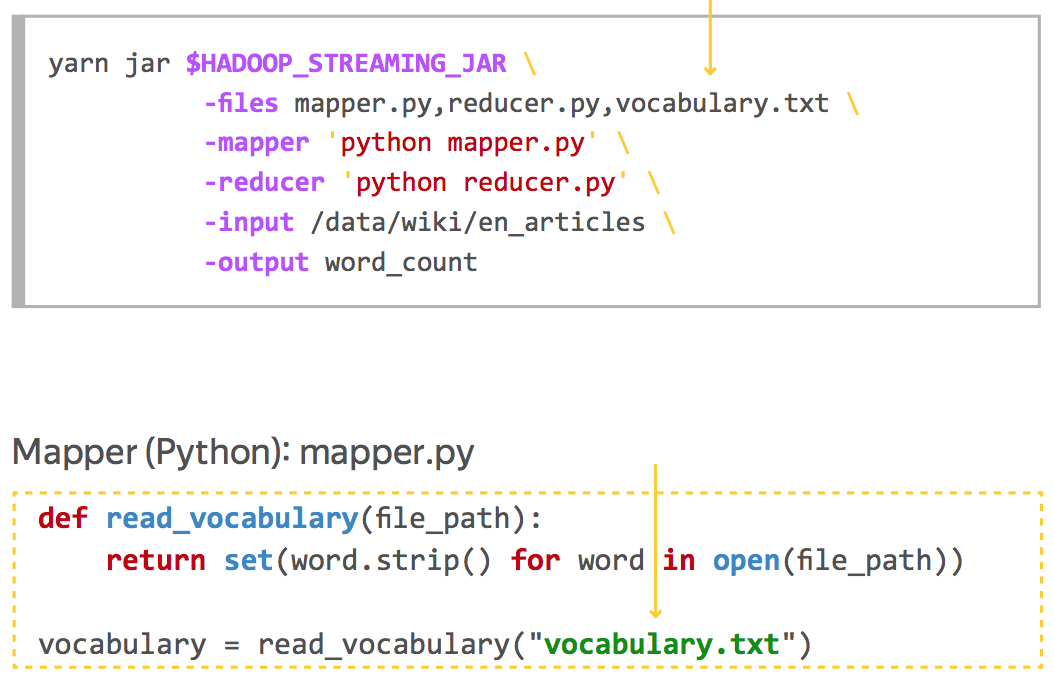 yarn jar $HADOOP_STREAMING_JAR \
-files mapper.py,reducer.py,vocabulary.txt \
-mapper 'python mapper.py' \
-reducer 'python reducer.py' \
-input /data/wiki/en_articles \
-output word_count
Mapper (Python): mapper.py
def read_vocabulary(file_path):
return set(word.strip() for word in open(file_path))
vocabulary = read_vocabulary("vocabulary.txt")